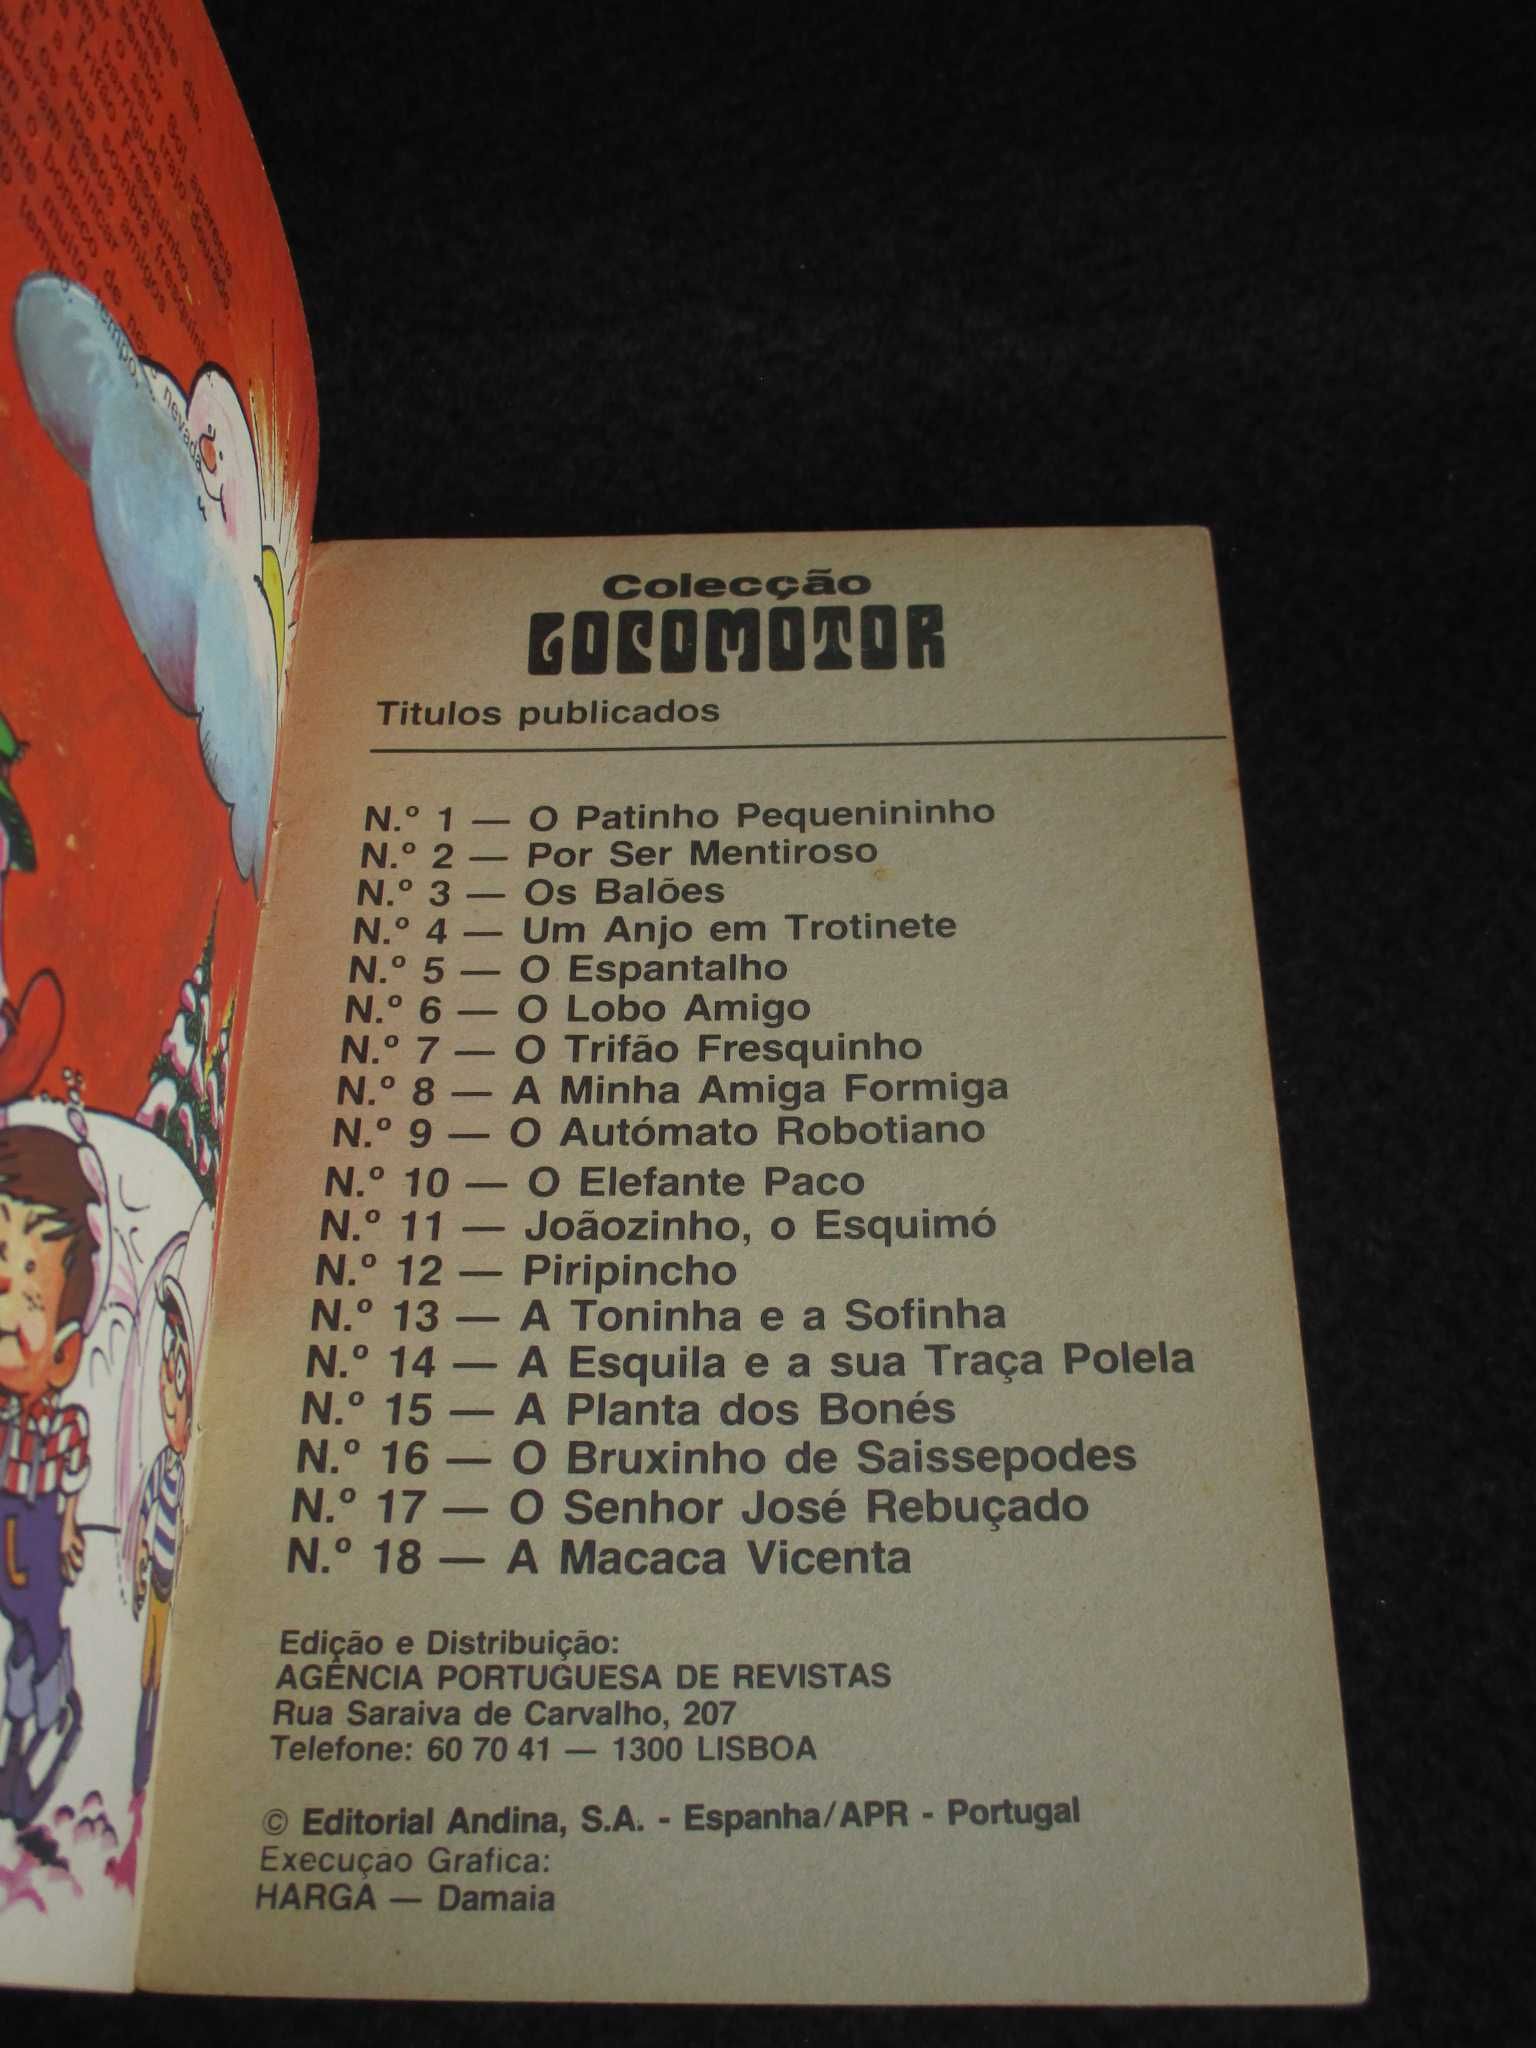 Colecção
LOCOMOTOR
Titulos publicados
N.º 1 — O Patinho Pequenininho
N.º 2 — Por Ser Mentiroso
N.º 3 — Os Balões
N.º 4 — Um Anjo em Trotinete
N.º 5 — O Espantalho
N.º 6 — O Lobo Amigo
N.º 7 — O Trifão Fresquinho
N.º 8 — A Minha Amiga Formiga
N.º 9 — O Autómato Robotiano
N.º 10 — O Elefante Paco
N.º 11 — Joãozinho, o Esquimó
N.º 12 — Piripincho
N.º 13 — A Toninha e a Sofinha
N.º 14 — A Esquila e a sua Traça Polela
N.º 15 — A Planta dos Bonés
N.º 16 — O Bruxinho de Saissepodes
N.º 17 — O Senhor José Rebuçado
N.º 18 — A Macaca Vicenta
Edição e Distribuição:
AGÊNCIA PORTUGUESA DE REVISTAS
Rua Saraiva de Carvalho, 207
Telefone: 60 70 41 — 1300 LISBOA
© Editorial Andina, S.A. - Espanha/APR - Portugal
Execução Gráfica:
HARGA — Damaia